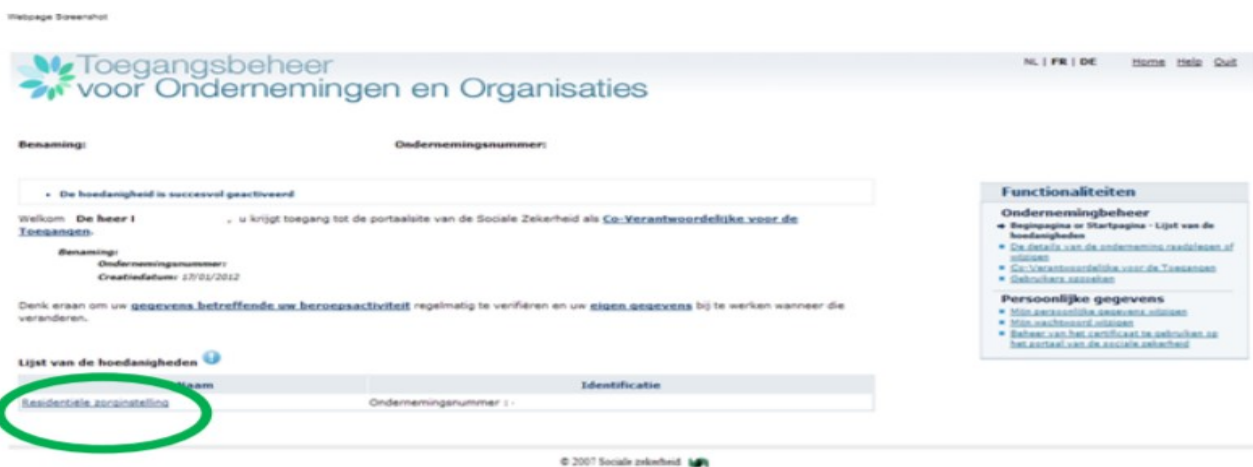 Webpage Screenshot
Toegangsbeheer
voor Ondernemingen en Organisaties
NL | FR | DE Home Help Quit
Benaming: Ondernemingsnummer:
De hoedanigheid is succesvol geactiveerd
Welkom De heer I , u krijgt toegang tot de portaalsite van de Sociale Zekerheid als Co-Verantwoordelijke voor de
Toegangen.
Benaming:
Ondernemingsnummer:
Creatiedatum: 17/01/2012
Denk eraan om uw gegevens betreffende uw beroepsactiviteit regelmatig te verifiëren en uw eigen gegevens bij te werken wanneer die
veranderen.
Lijst van de hoedanigheden ?
Naam Identificatie
Residentiële zorginstelling Ondernemingsnummer : -
Functionaliteiten
Ondernemingbeheer
Beginpagina or Startpagina - Lijst van de
hoedanigheden
De details van de onderneming raadplegen of
wijzigen
Co-Verantwoordelijke voor de Toegangen
Gebruikers opzoeken
Persoonlijke gegevens
Mijn persoonlijke gegevens wijzigen
Mijn wachtwoord wijzigen
Beheer van het certificaat te gebruiken op
het portaal van de sociale zekerheid
© 2007 Sociale zekerheid